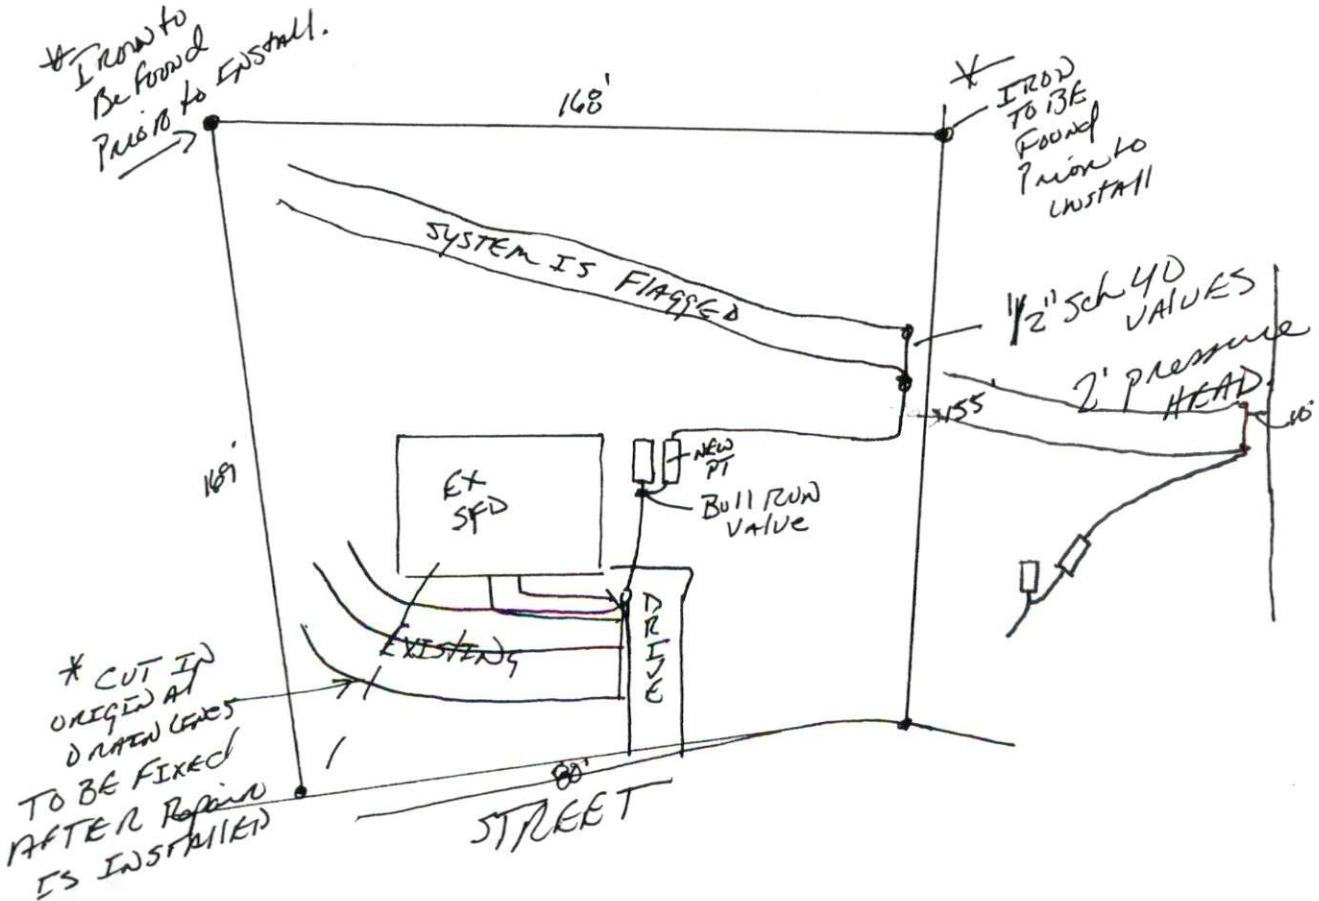 * IRON to
Be Found
Prior to INSTALL.
168'
* IRON
TO BE
Found
Prior to
INSTALL
SYSTEM IS FlAggED
1/2" Sch 40
VALVES
2' pressure
HEAD
155
10'
169'
EX
SFD
NEW
PT
Bull RUN
VAlVe
DRIVE
EXISTING
* CUT IN
ORIGINAl
DRAIN LINES
TO BE FIXEd
AFTER Repair
IS INSTAllED
80'
STREET